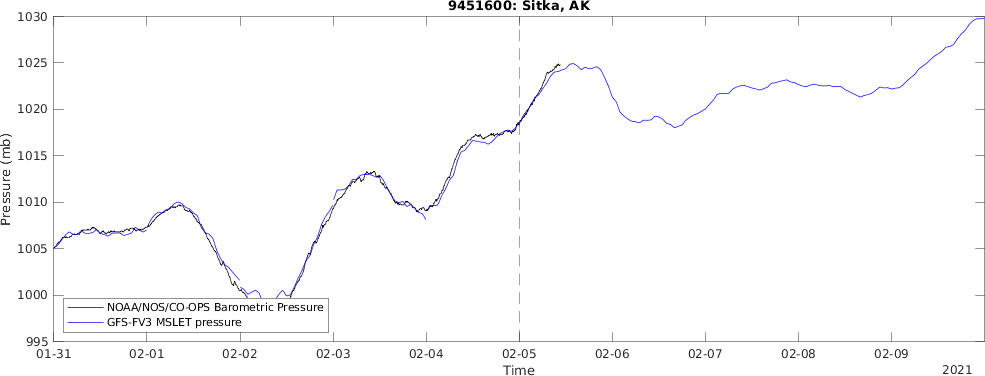 9451600: Sitka, AK
Pressure (mb)
1030
1025
1020
1015
1010
1005
1000
995
NOAA/NOS/CO-OPS Barometric Pressure
GFS-FV3 MSLET pressure
01-31 02-01 02-02 02-03 02-04 02-05 02-06 02-07 02-08 02-09
Time
2021